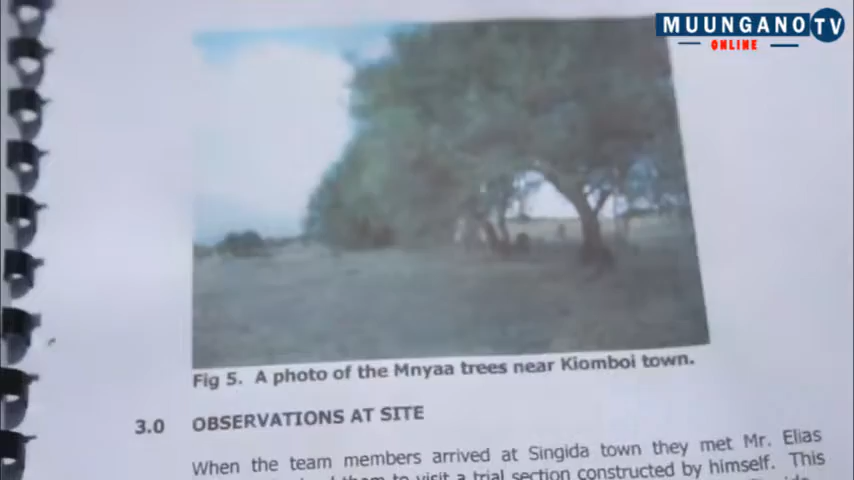 MUUNGANO TV
ONLINE
Fig 5. A photo of the Mnyaa trees near Kiomboi town.
3.0 OBSERVATIONS AT SITE
When the team members arrived at Singida town they met Mr. Elias
them to visit a trial section constructed by himself. This